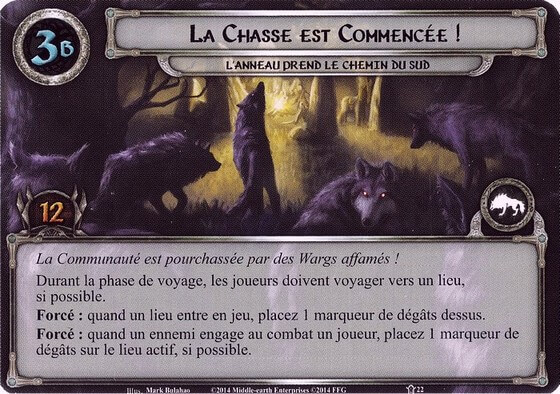 3B
La Chasse est Commencée !
L'Anneau prend le chemin du Sud
12
La Communauté est pourchassée par des Wargs affamés !
Durant la phase de voyage, les joueurs doivent voyager vers un lieu,
si possible.
Forcé : quand un lieu entre en jeu, placez 1 marqueur de dégâts dessus.
Forcé : quand un ennemi engage au combat un joueur, placez 1 marqueur de
dégâts sur le lieu actif, si possible.
Illus. Mark Bulahao ©2014 Middle-earth Enterprises ©2014 FFG 22